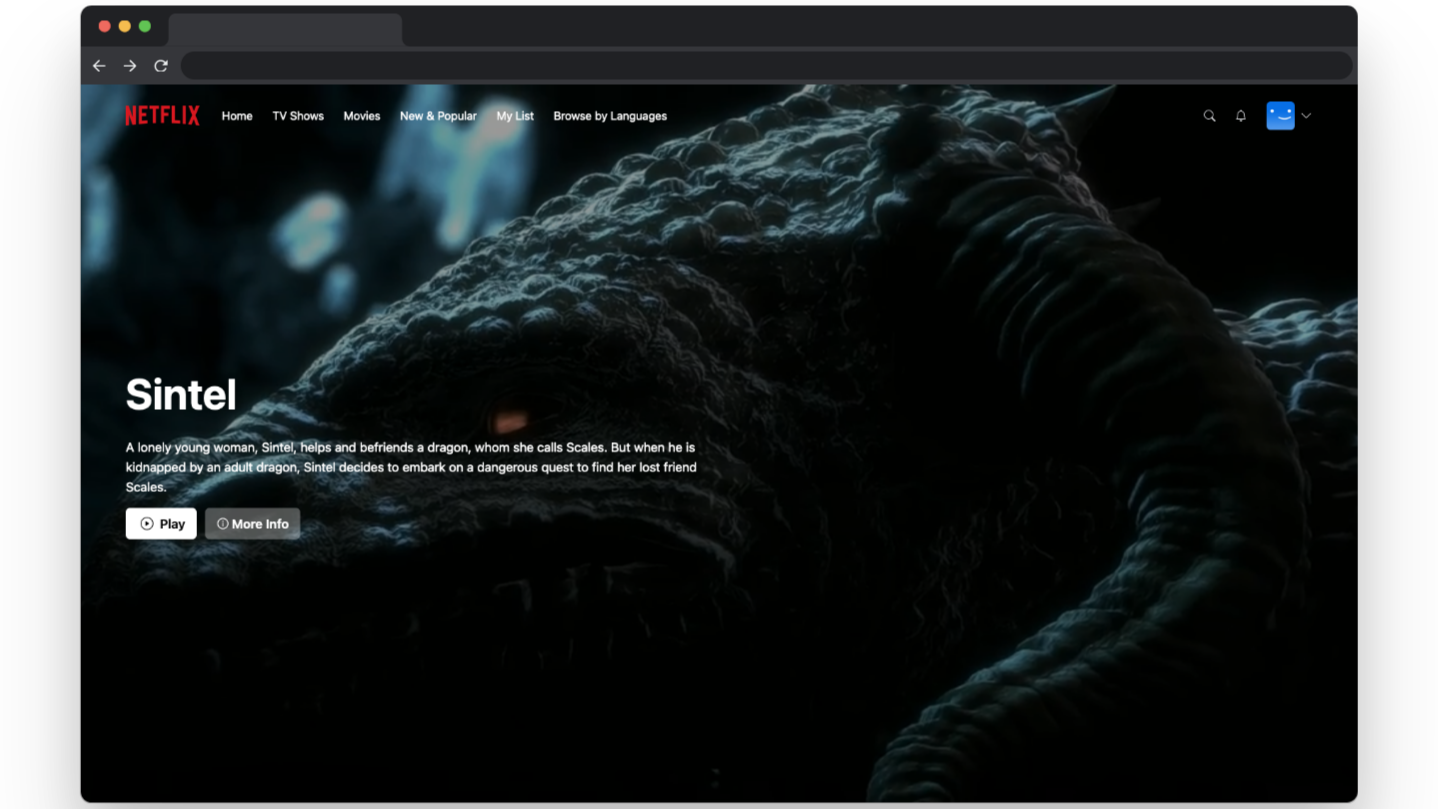 NETFLIX Home TV Shows Movies New & Popular My List Browse by Languages
Sintel
A lonely young woman, Sintel, helps and befriends a dragon, whom she calls Scales. But when he is
kidnapped by an adult dragon, Sintel decides to embark on a dangerous quest to find her lost friend
Scales.
Play More Info